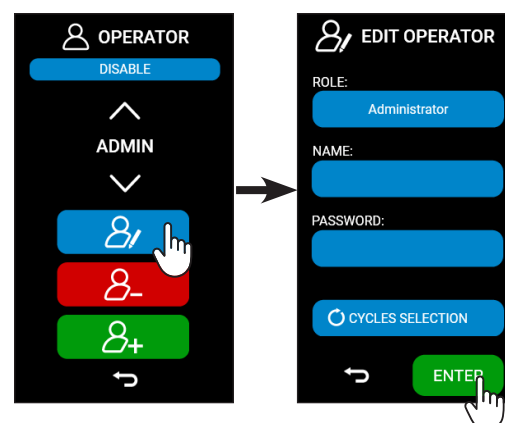 OPERATOR
DISABLE
ADMIN
EDIT OPERATOR
ROLE:
Administrator
NAME:
PASSWORD:
CYCLES SELECTION
ENTER